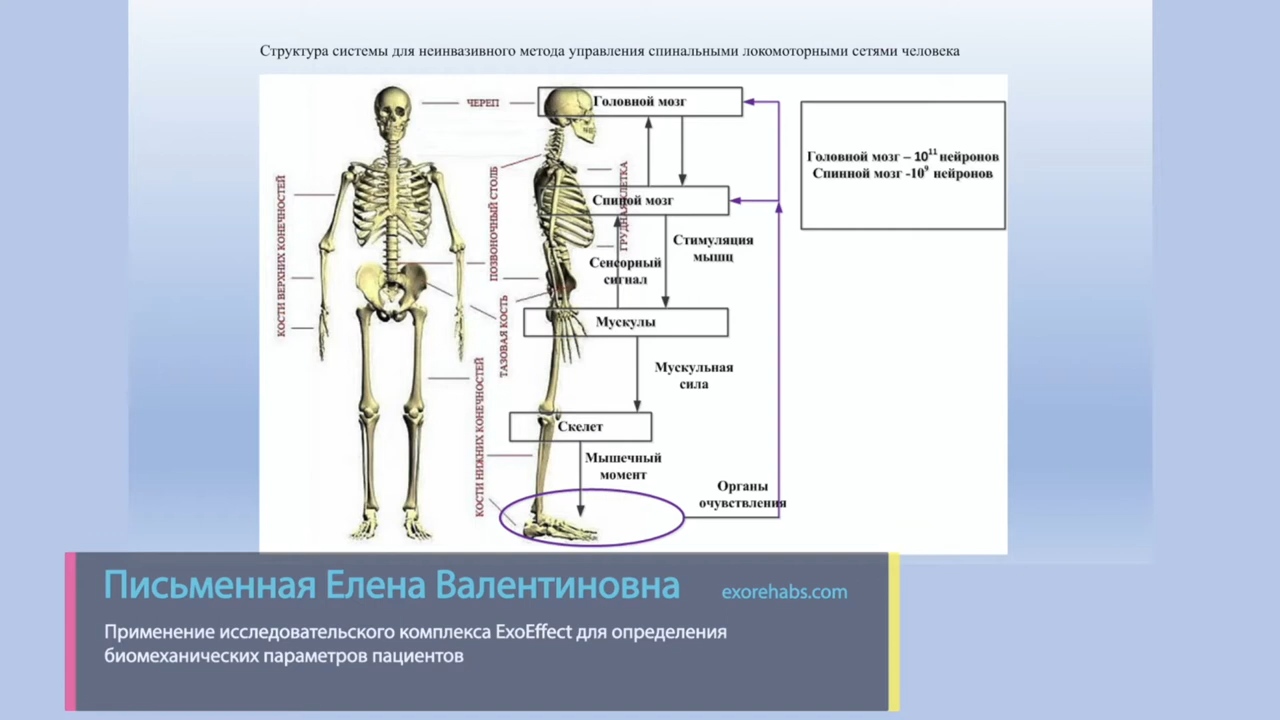 Структура системы для неинвазивного метода управления спинальными локомоторными сетями человека
ЧЕРЕП
КОСТИ ВЕРХНИХ КОНЕЧНОСТЕЙ
ПОЗВОНОЧНЫЙ СТОЛБ
ГРУДНАЯ КЛЕТКА
ТАЗОВАЯ КОСТЬ
КОСТИ НИЖНИХ КОНЕЧНОСТЕЙ
Головной мозг
Спиной мозг
Стимуляция
мышц
Сенсорный
сигнал
Мускулы
Мускульная
сила
Скелет
Мышечный
момент
Органы
очувствления
Головной мозг – 10¹¹ нейронов
Спинной мозг -10⁹ нейронов
Письменная Елена Валентиновна
exorehabs.com
Применение исследовательского комплекса ExoEffect для определения
биомеханических параметров пациентов